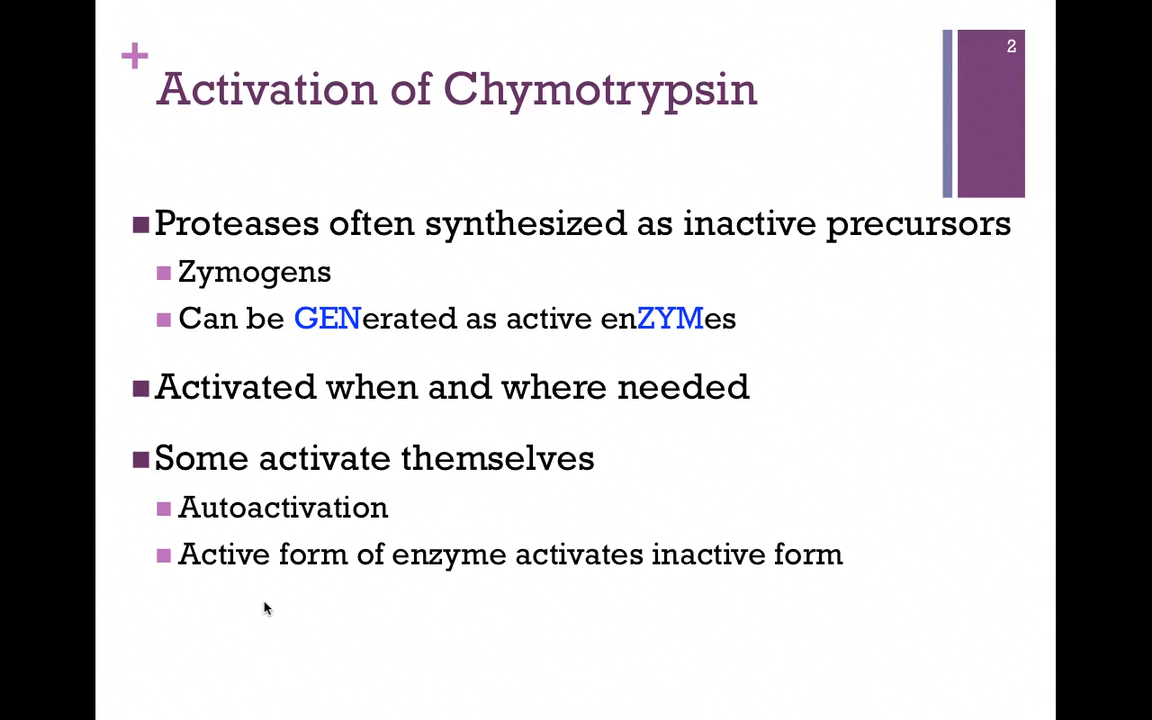 2
+
Activation of Chymotrypsin
Proteases often synthesized as inactive precursors
Zymogens
Can be GENerated as active enZYMes
Activated when and where needed
Some activate themselves
Autoactivation
Active form of enzyme activates inactive form